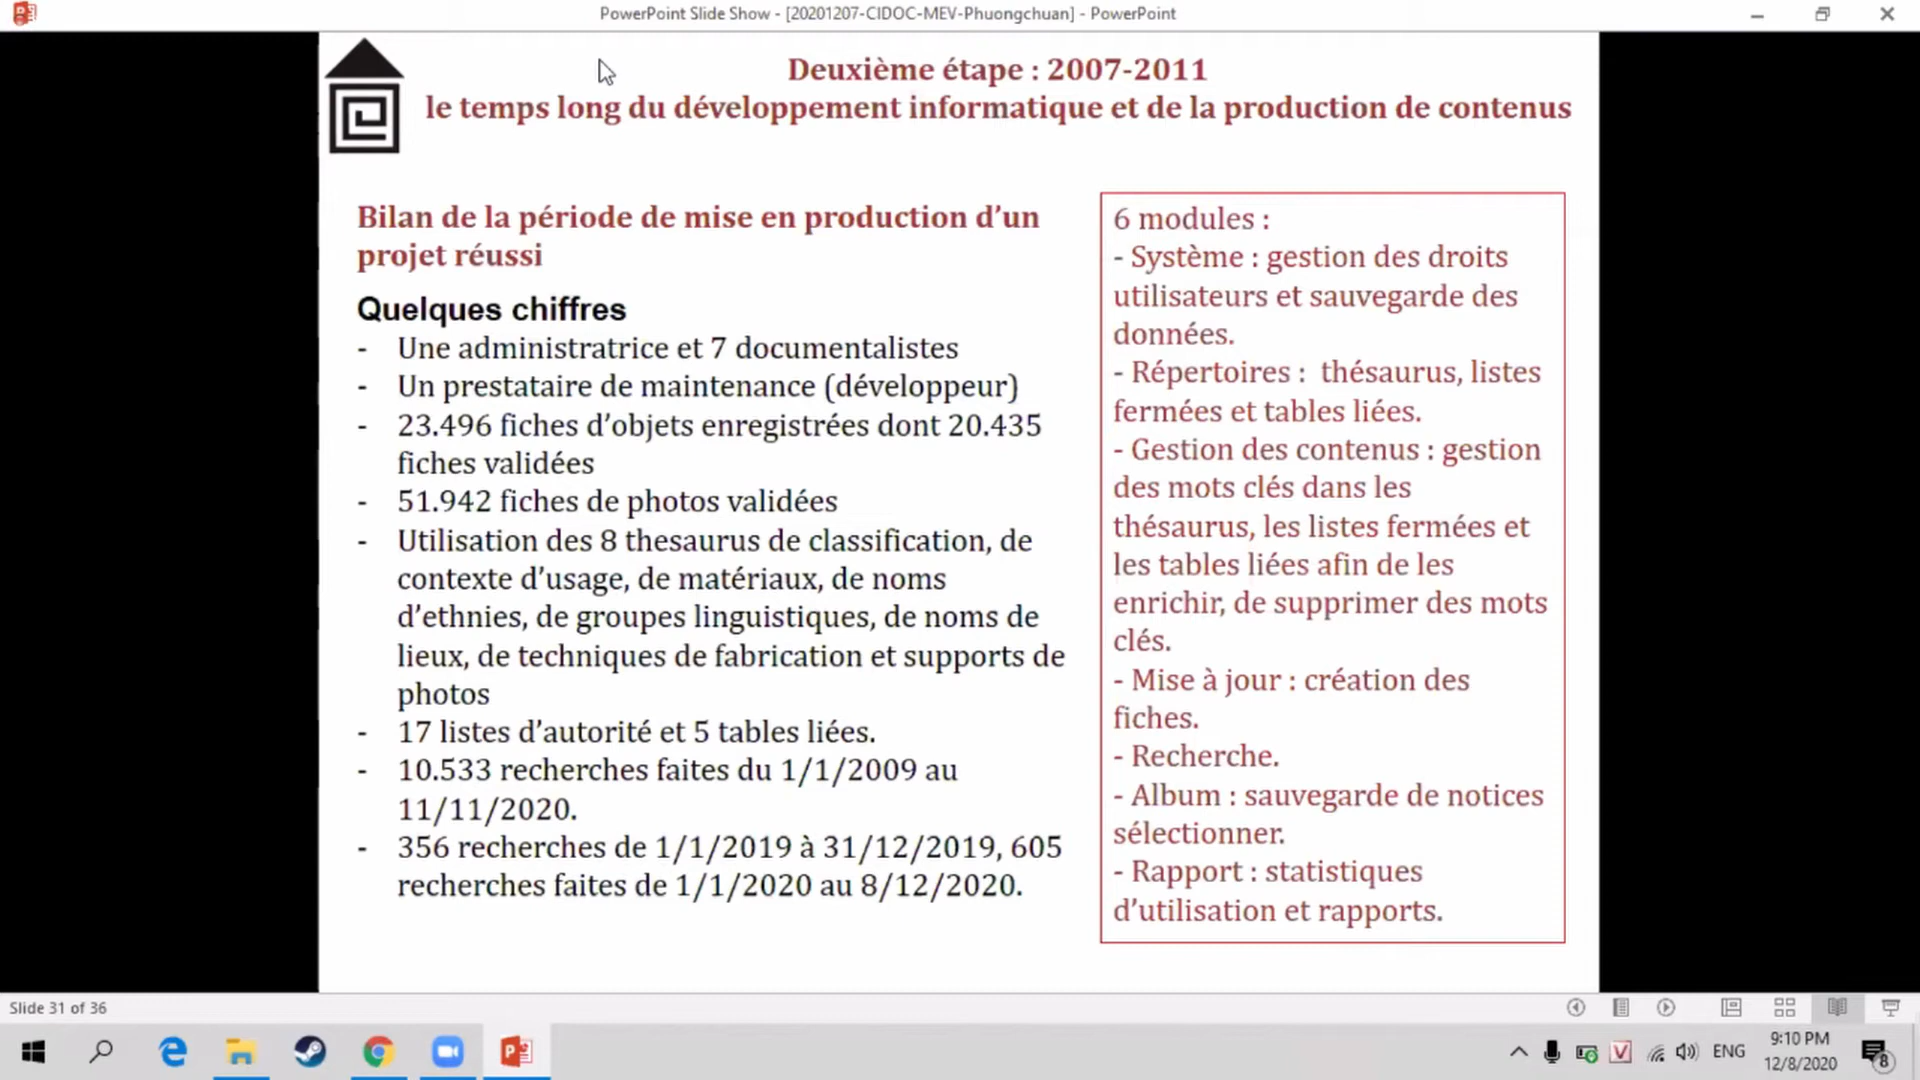 PowerPoint Slide Show - [20201207-CIDOC-MEV-Phuongchuan] - PowerPoint
Deuxième étape : 2007-2011
le temps long du développement informatique et de la production de contenus
Bilan de la période de mise en production d’un
projet réussi
Quelques chiffres
- Une administratrice et 7 documentalistes
- Un prestataire de maintenance (développeur)
- 23.496 fiches d’objets enregistrées dont 20.435
fiches validées
- 51.942 fiches de photos validées
- Utilisation des 8 thesaurus de classification, de
contexte d’usage, de matériaux, de noms
d’ethnies, de groupes linguistiques, de noms de
lieux, de techniques de fabrication et supports de
photos
- 17 listes d’autorité et 5 tables liées.
- 10.533 recherches faites du 1/1/2009 au
11/11/2020.
- 356 recherches de 1/1/2019 à 31/12/2019, 605
recherches faites de 1/1/2020 au 8/12/2020.
6 modules :
- Système : gestion des droits
utilisateurs et sauvegarde des
données.
- Répertoires : thésaurus, listes
fermées et tables liées.
- Gestion des contenus : gestion
des mots clés dans les
thésaurus, les listes fermées et
les tables liées afin de les
enrichir, de supprimer des mots
clés.
- Mise à jour : création des
fiches.
- Recherche.
- Album : sauvegarde de notices
sélectionner.
- Rapport : statistiques
d’utilisation et rapports.
Slide 31 of 36
ENG
9:10 PM
12/8/2020
8